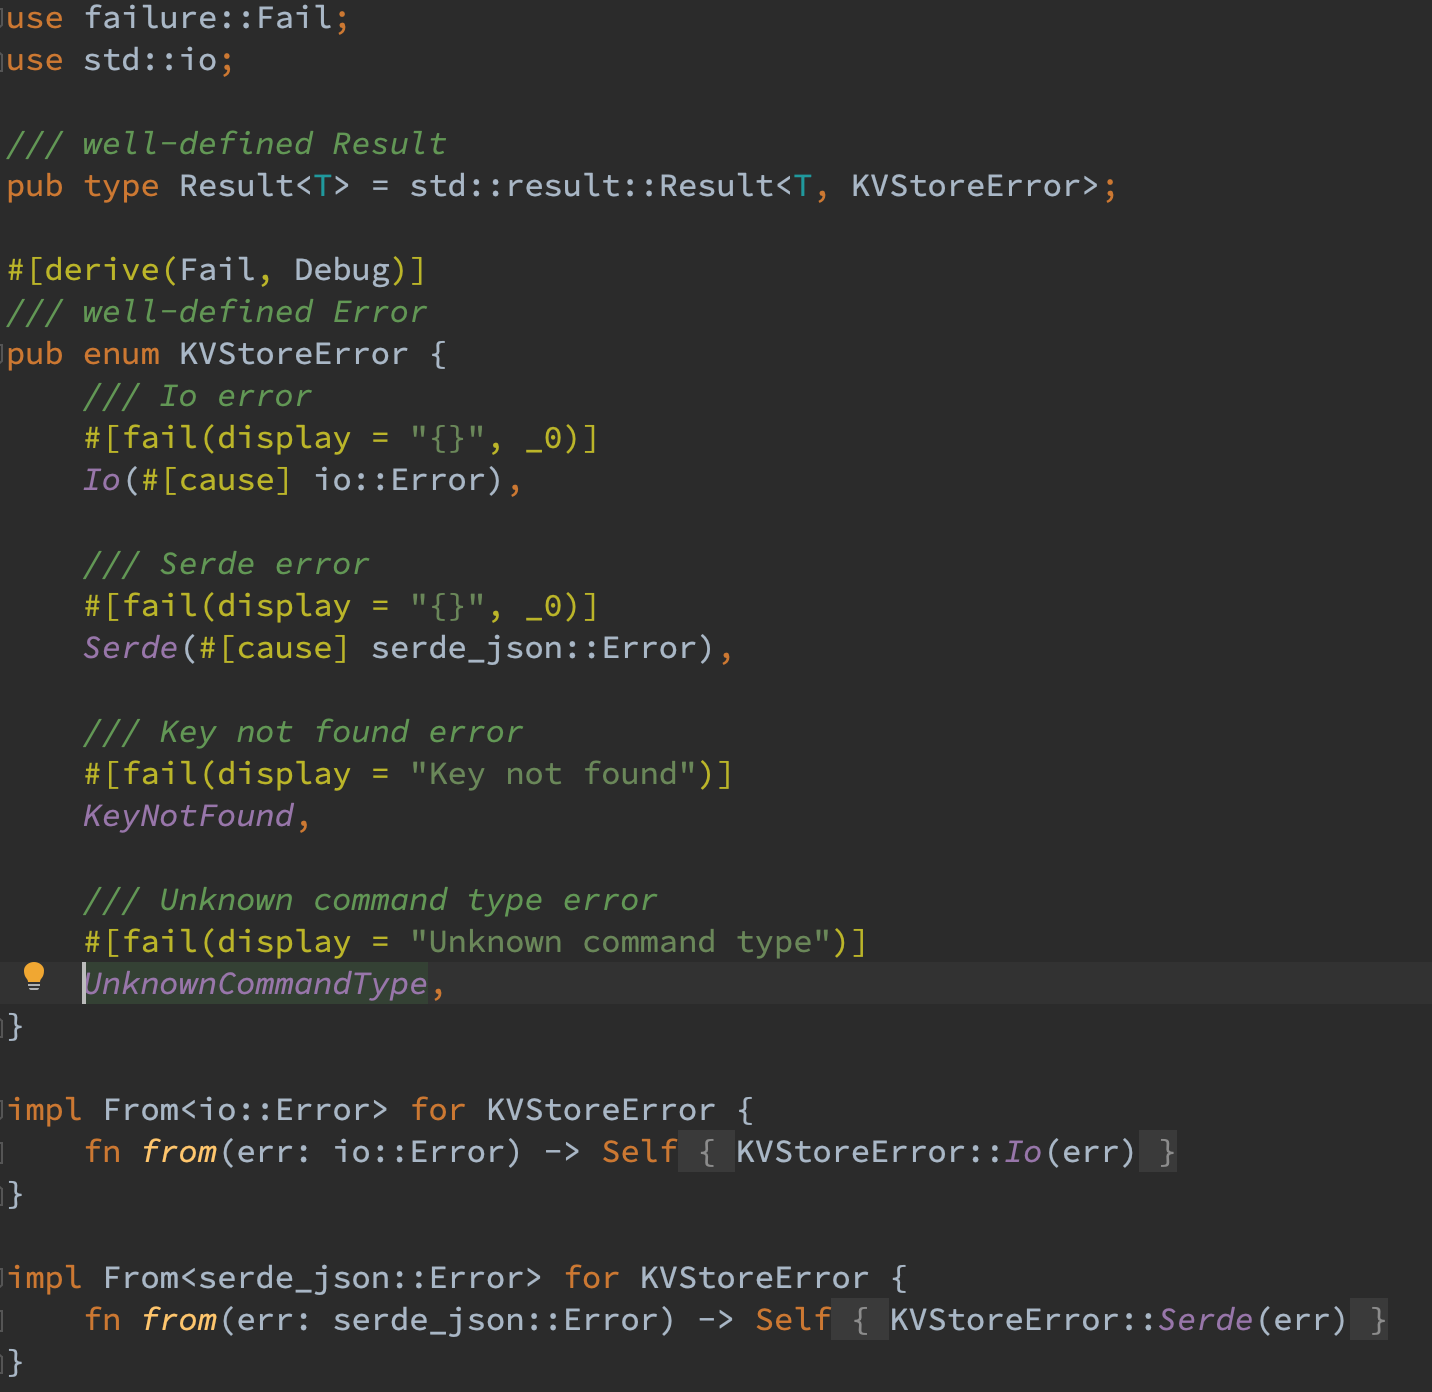 use failure::Fail;
use std::io;

/// well-defined Result
pub type Result<T> = std::result::Result<T, KVStoreError>;

#[derive(Fail, Debug)]
/// well-defined Error
pub enum KVStoreError {
    /// Io error
    #[fail(display = "{}", _0)]
    Io(#[cause] io::Error),

    /// Serde error
    #[fail(display = "{}", _0)]
    Serde(#[cause] serde_json::Error),

    /// Key not found error
    #[fail(display = "Key not found")]
    KeyNotFound,

    /// Unknown command type error
    #[fail(display = "Unknown command type")]
    UnknownCommandType,
}

impl From<io::Error> for KVStoreError {
    fn from(err: io::Error) -> Self { KVStoreError::Io(err) }
}

impl From<serde_json::Error> for KVStoreError {
    fn from(err: serde_json::Error) -> Self { KVStoreError::Serde(err) }
}